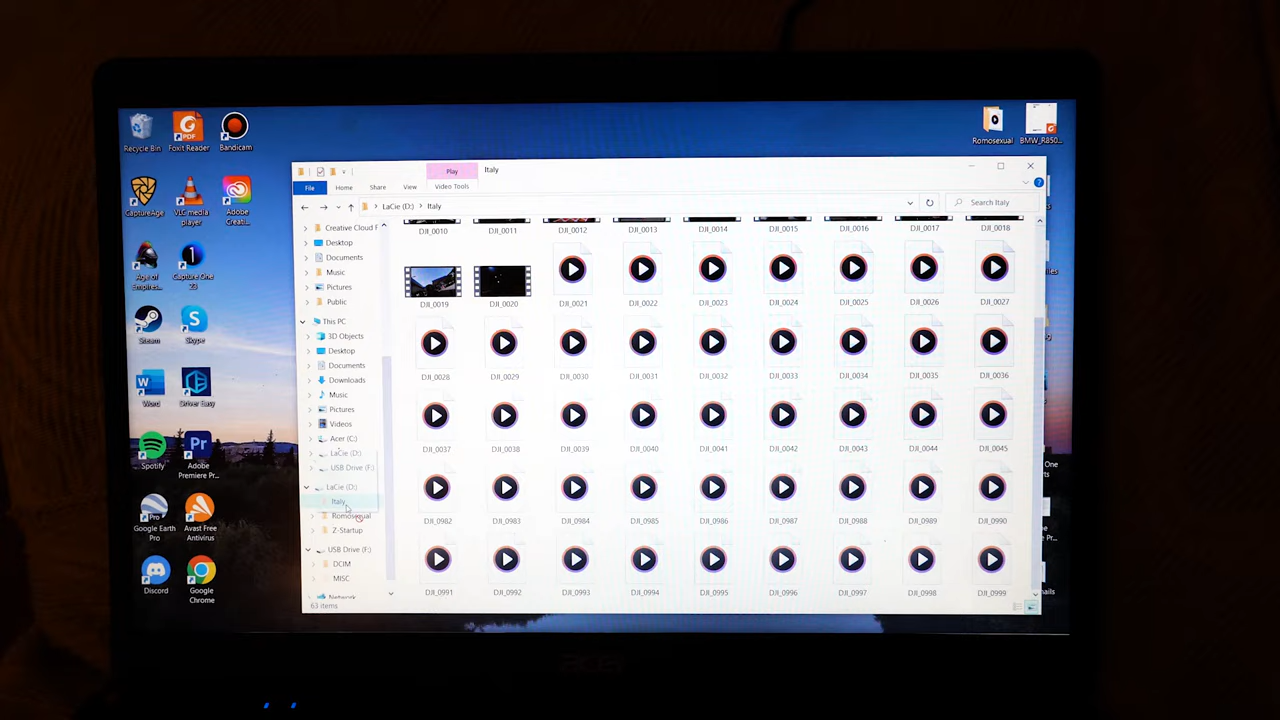 Recycle Bin
Foxit Reader
Bandicam
Romosexual
BMW_R850...
CaptureAge
VLC media player
Adobe Creati...
Age of Empires...
Capture One 23
Steam
Skype
Word
Driver Easy
Spotify
Adobe Premiere Pr...
Google Earth Pro
Avast Free Antivirus
Discord
Google Chrome
Play
Italy
File
Home
Share
View
Video Tools
LaCie (D:)
Italy
Search Italy
Creative Cloud F
Desktop
Documents
Music
Pictures
Public
This PC
3D Objects
Desktop
Documents
Downloads
Music
Pictures
Videos
Acer (C:)
LaCie (D:)
USB Drive (F:)
LaCie (D:)
Italy
Romosexual
Z-Startup
USB Drive (F:)
DCIM
MISC
Network
63 items
DJI_0010 DJI_0011 DJI_0012 DJI_0013 DJI_0014 DJI_0015 DJI_0016 DJI_0017 DJI_0018
DJI_0019 DJI_0020 DJI_0021 DJI_0022 DJI_0023 DJI_0024 DJI_0025 DJI_0026 DJI_0027
DJI_0028 DJI_0029 DJI_0030 DJI_0031 DJI_0032 DJI_0033 DJI_0034 DJI_0035 DJI_0036
DJI_0037 DJI_0038 DJI_0039 DJI_0040 DJI_0041 DJI_0042 DJI_0043 DJI_0044 DJI_0045
DJI_0982 DJI_0983 DJI_0984 DJI_0985 DJI_0986 DJI_0987 DJI_0988 DJI_0989 DJI_0990
DJI_0991 DJI_0992 DJI_0993 DJI_0994 DJI_0995 DJI_0996 DJI_0997 DJI_0998 DJI_0999
acer